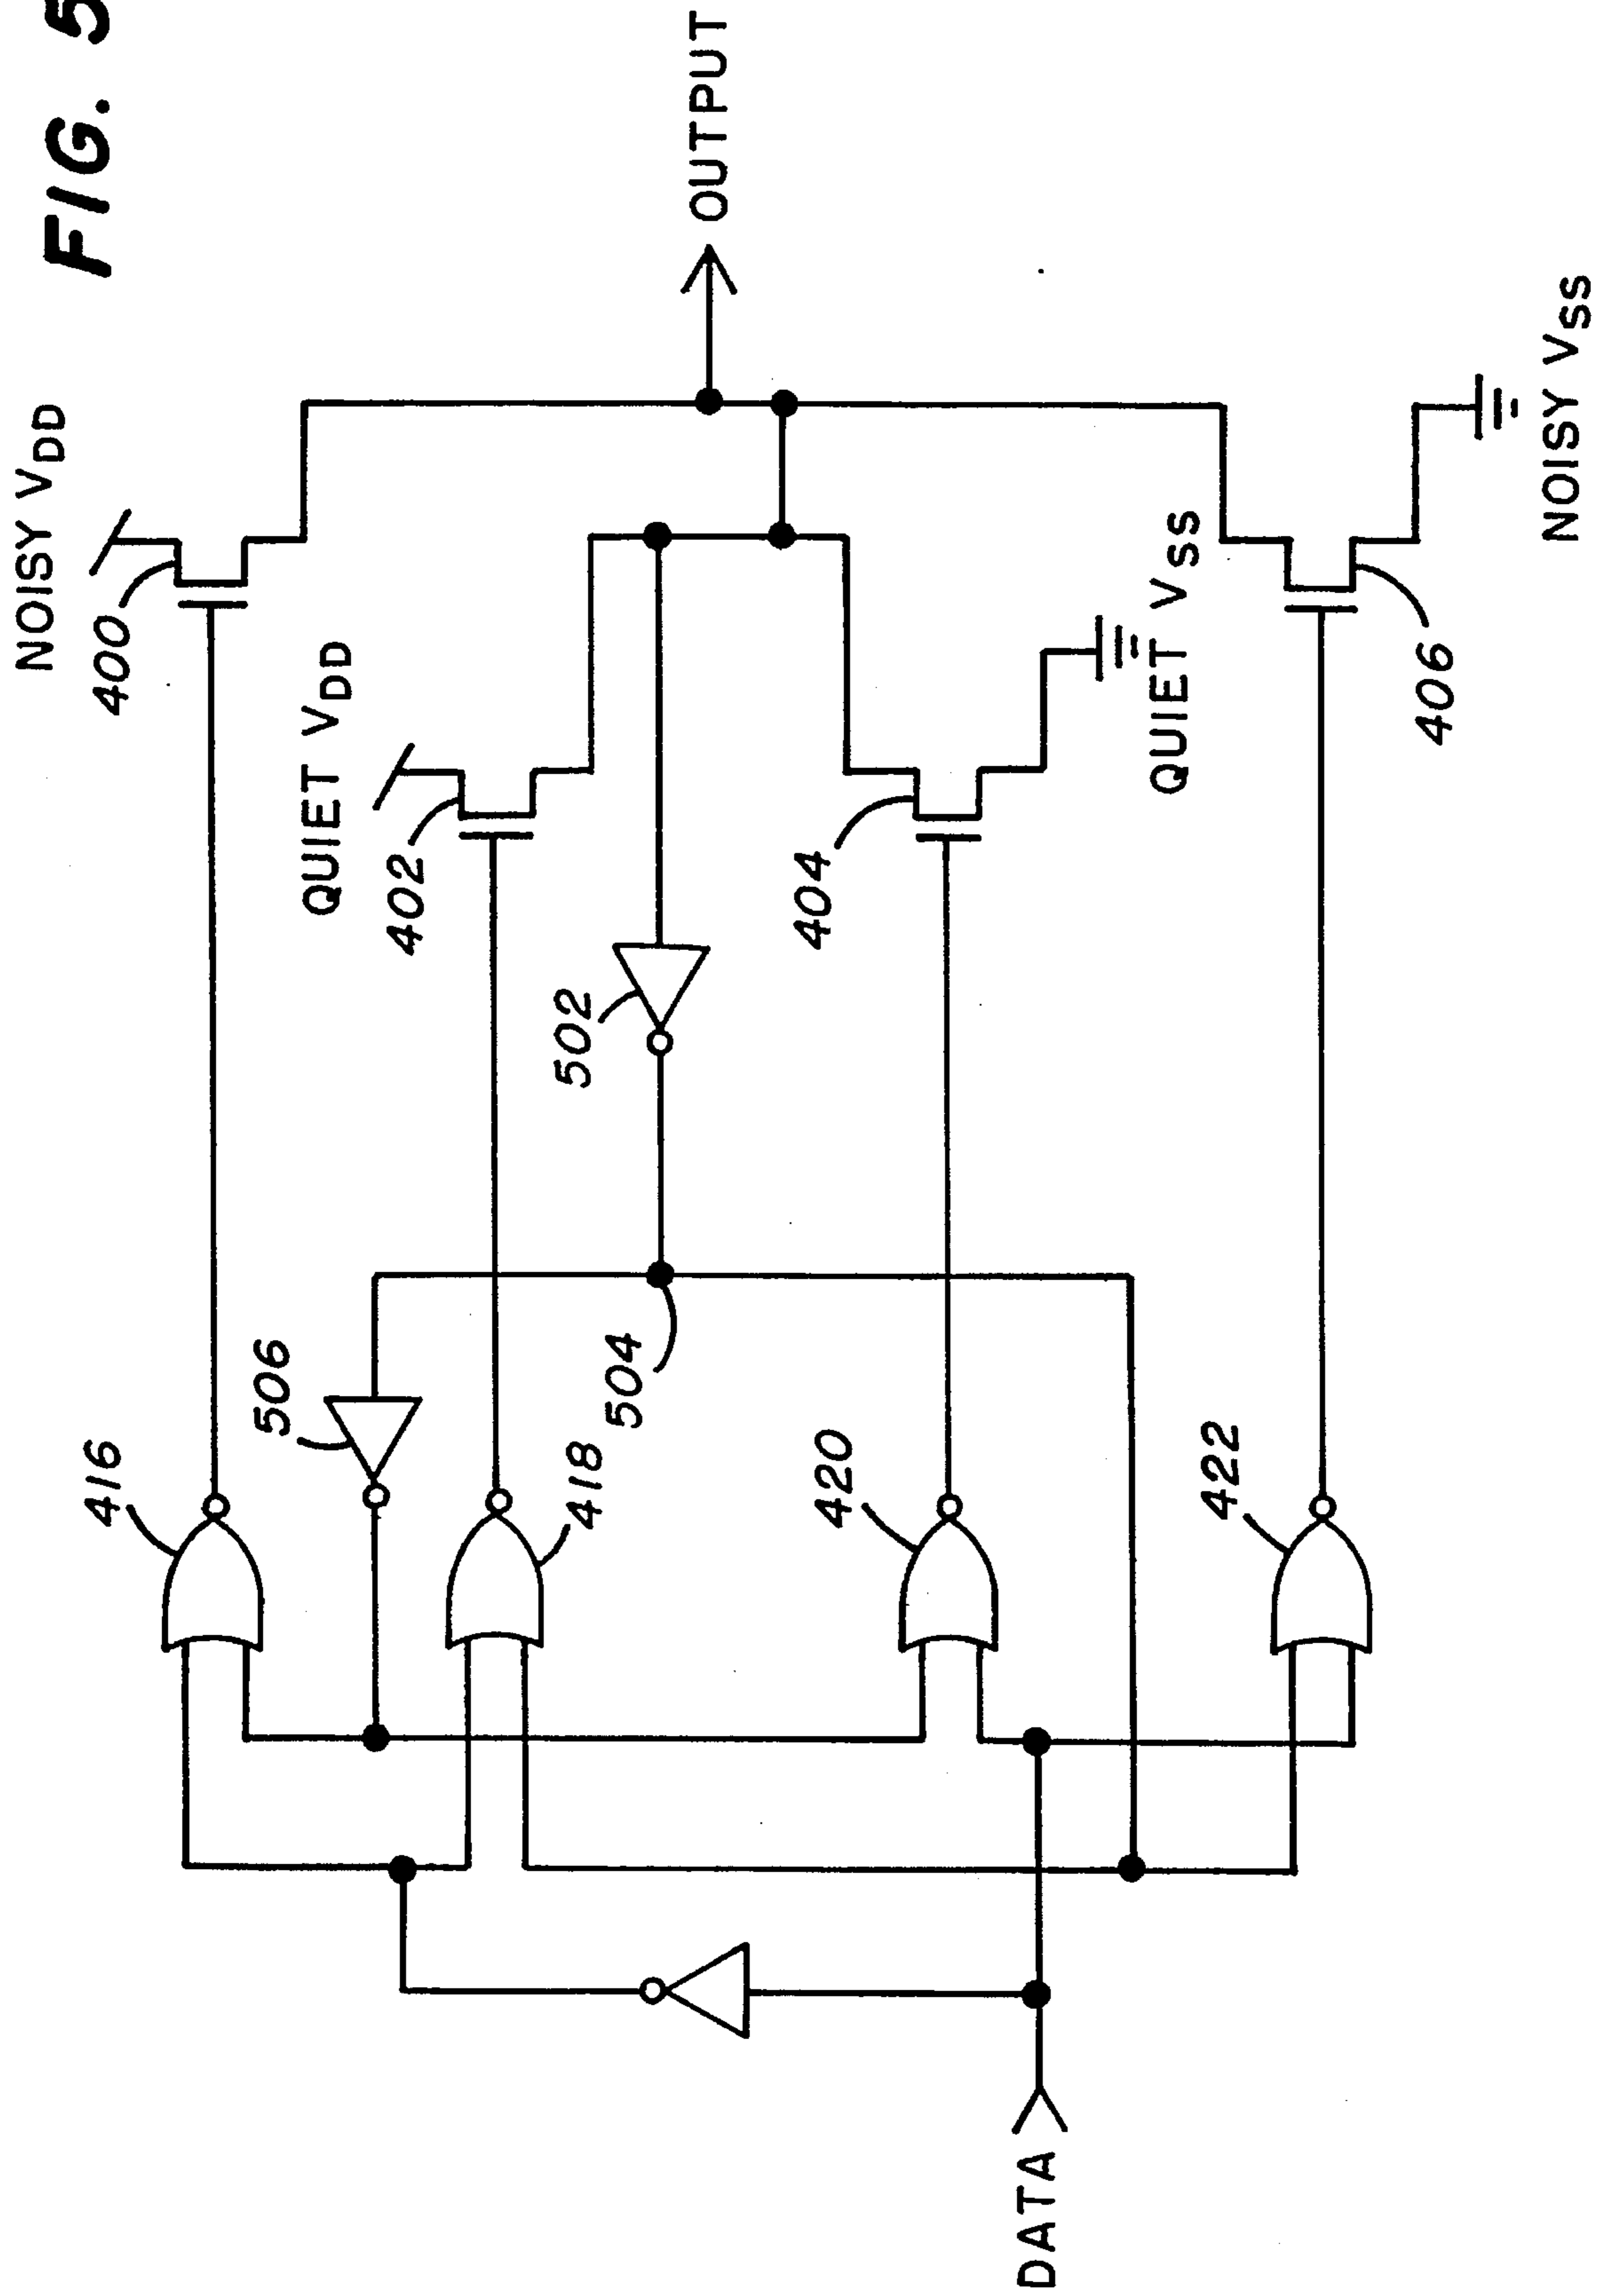 FIG. 5
NOISY VDD
400
QUIET VDD
402
416
506
418
502
504
OUTPUT
404
420
QUIET VSS
422
406
NOISY VSS
DATA